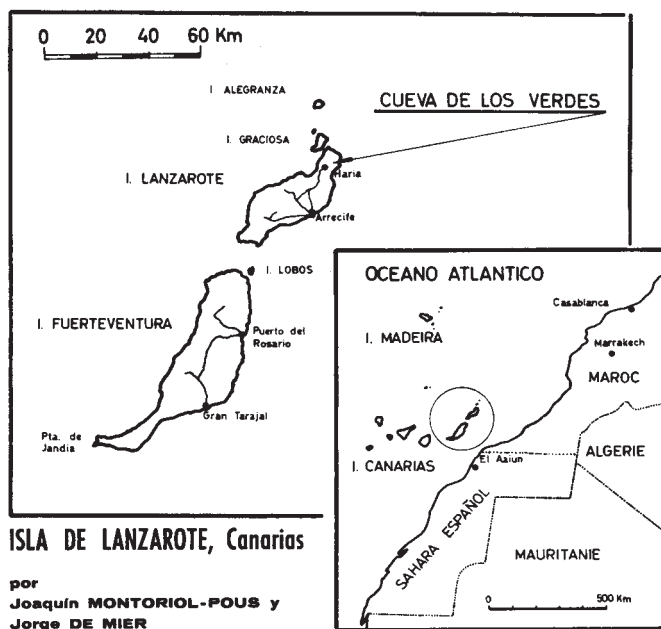 0 20 40 60 Km
I. ALEGRANZA
CUEVA DE LOS VERDES
I. GRACIOSA
I. LANZAROTE
Haria
Arrecife
I. LOBOS
I. FUERTEVENTURA
Puerto del
Rosario
Gran Tarajal
Pta. de
Jandia
OCEANO ATLANTICO
Casablanca
I. MADEIRA
Marrakech
MAROC
I. CANARIAS
ALGERIE
El Aaiun
SAHARA ESPAÑOL
MAURITANIE
0 500 Km
ISLA DE LANZAROTE, Canarias
por
Joaquín MONTORIOL-POUS y
Jorge DE MIER